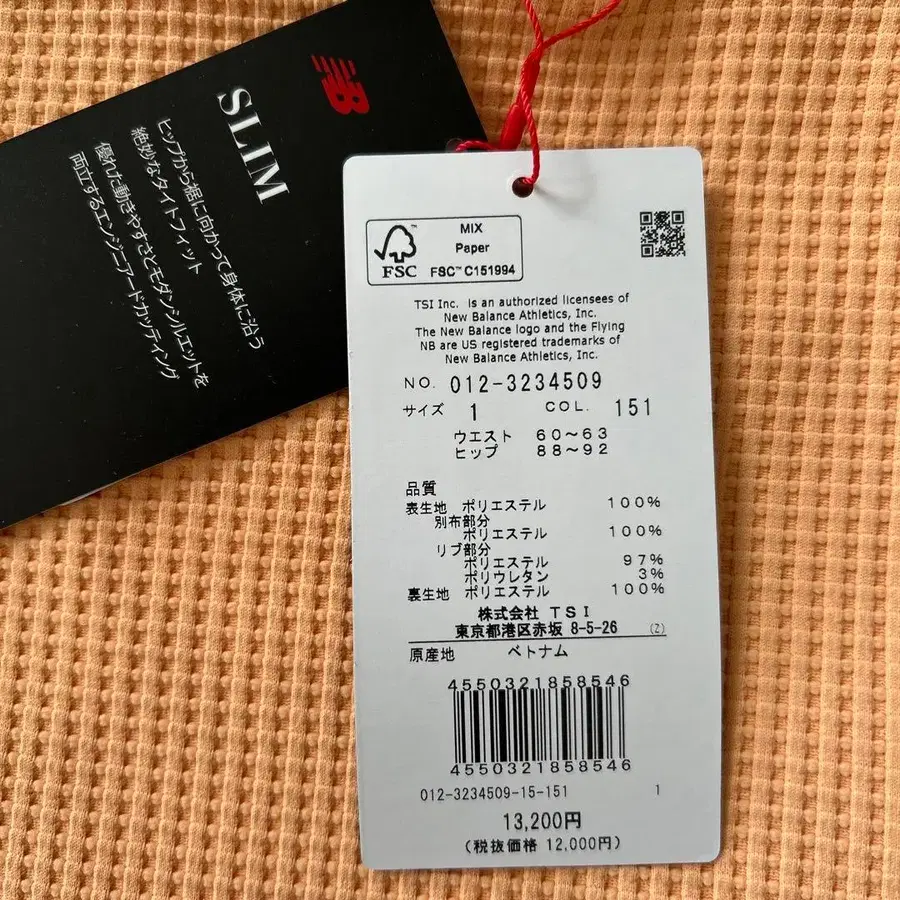 NB
SLIM
ヒップから裾に向かって身体に沿う
絶妙なタイトフィット
優れた動きやすさとモダンシルエットを
両立するエンジニアードカッティング
FSC
MIX
Paper
FSC™ C151994
TSI Inc. is an authorized licensees of
New Balance Athletics, Inc.
The New Balance logo and the Flying
NB are US registered trademarks of
New Balance Athletics, Inc.
NO. 012-3234509
サイズ 1 COL. 151
ウエスト 60~63
ヒップ 88~92
品質
表生地 ポリエステル 100%
別布部分
ポリエステル 100%
リブ部分
ポリエステル 97%
ポリウレタン 3%
裏生地 ポリエステル 100%
株式会社 TSI
東京都港区赤坂 8-5-26 (Z)
原産地 ベトナム
4550321858546
4550321858546
012-3234509-15-151 1
13,200円
(税抜価格 12,000円)